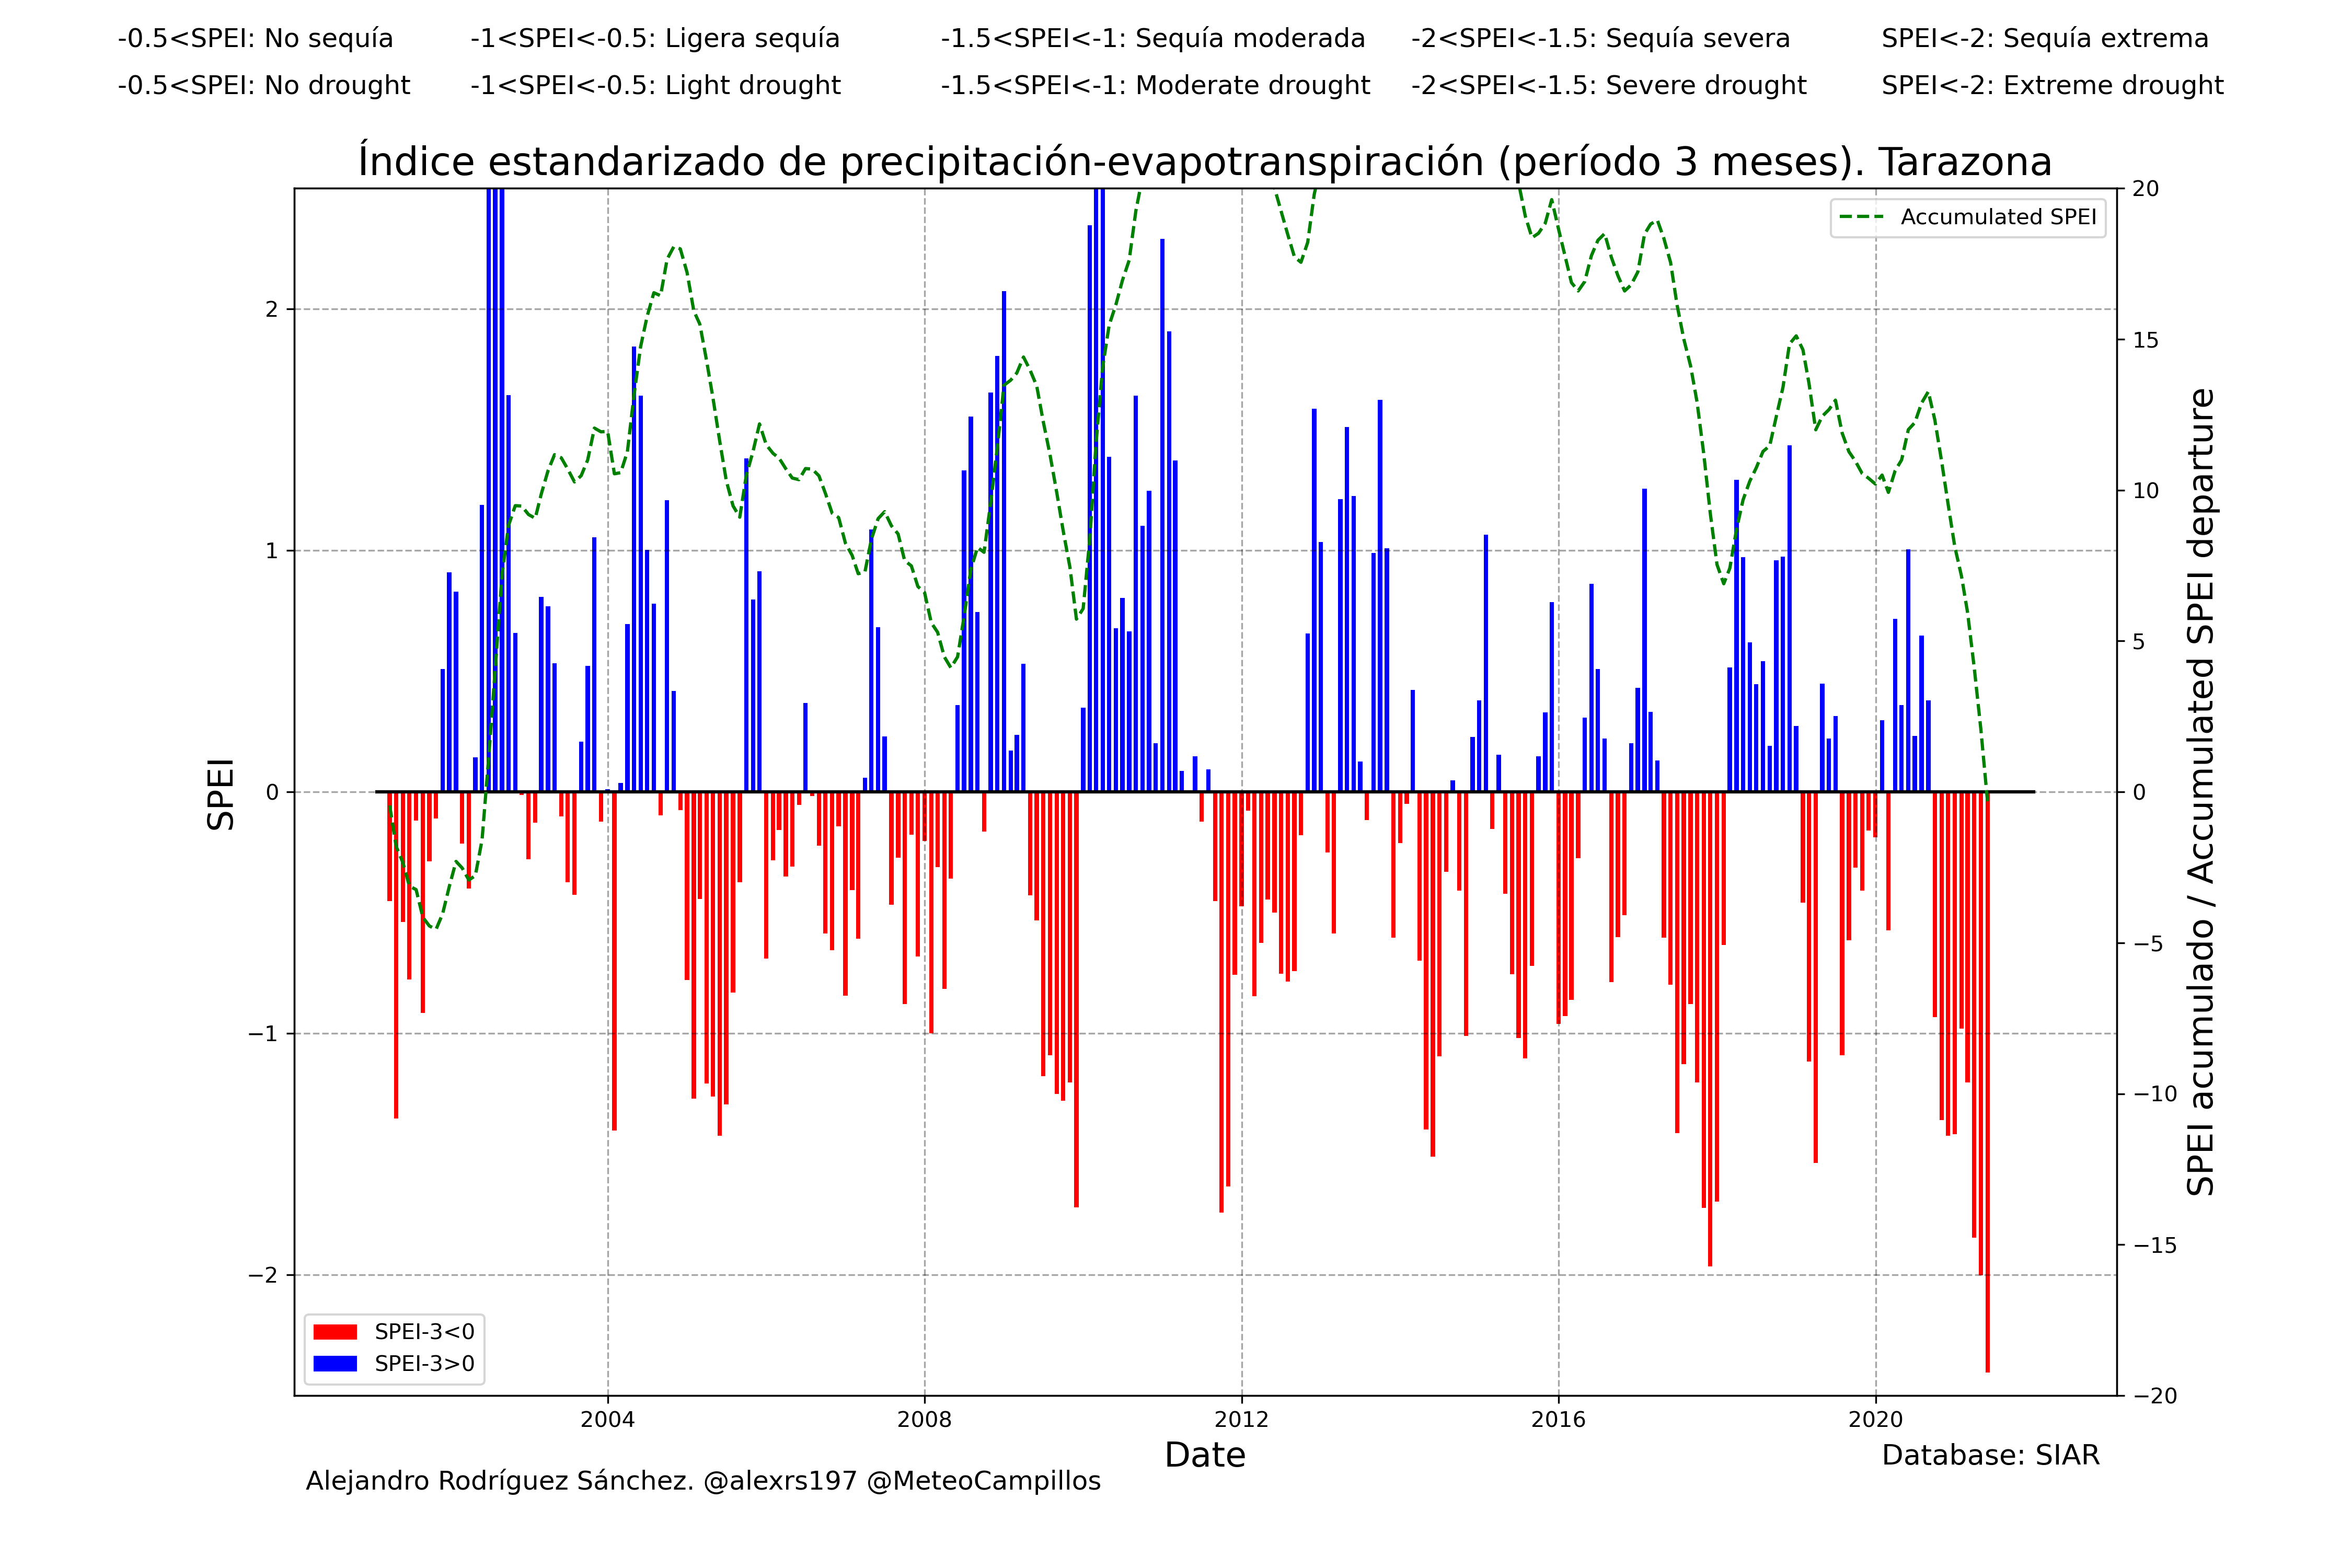 -0.5<SPEI: No sequía -1<SPEI<-0.5: Ligera sequía -1.5<SPEI<-1: Sequía moderada -2<SPEI<-1.5: Sequía severa SPEI<-2: Sequía extrema
-0.5<SPEI: No drought -1<SPEI<-0.5: Light drought -1.5<SPEI<-1: Moderate drought -2<SPEI<-1.5: Severe drought SPEI<-2: Extreme drought
Índice estandarizado de precipitación-evapotranspiración (período 3 meses). Tarazona
Accumulated SPEI
SPEI
2
1
0
−1
−2
20
15
10
5
0
−5
−10
−15
−20
SPEI acumulado / Accumulated SPEI departure
SPEI-3<0
SPEI-3>0
2004 2008 2012 2016 2020
Date
Database: SIAR
Alejandro Rodríguez Sánchez. @alexrs197 @MeteoCampillos